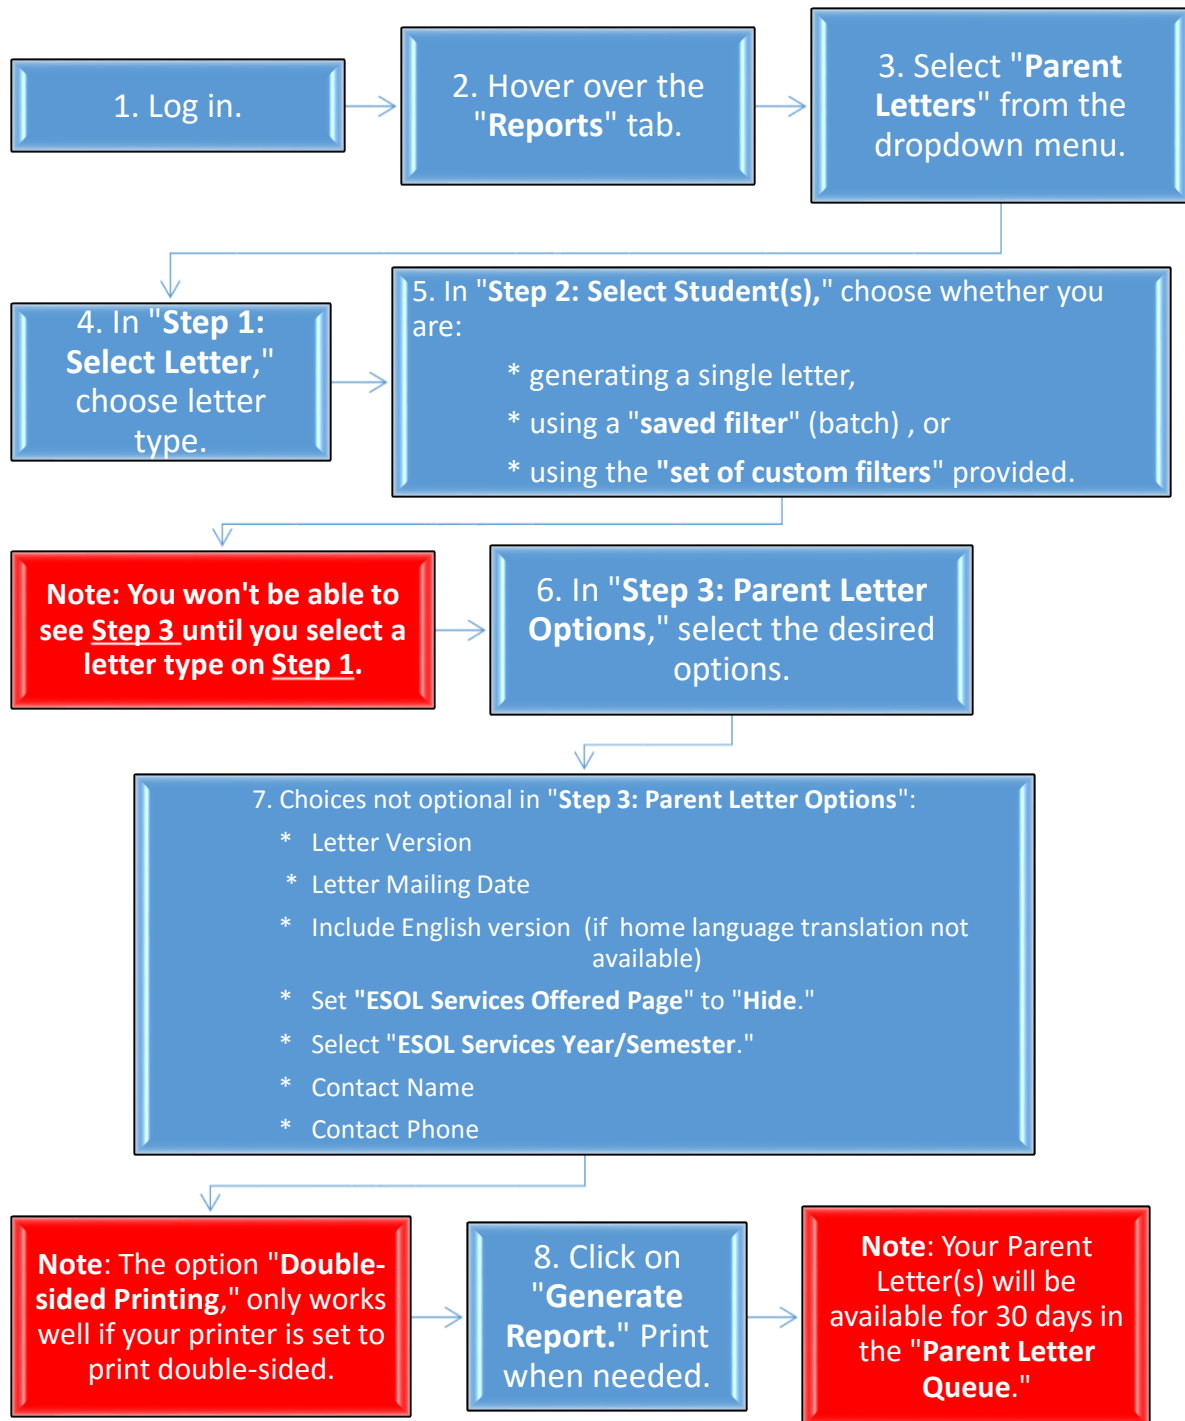 1. Log in.
2. Hover over the
"Reports" tab.
3. Select "Parent
Letters" from the
dropdown menu.
4. In "Step 1:
Select Letter,"
choose letter
type.
5. In "Step 2: Select Student(s)," choose whether you
are:
* generating a single letter,
* using a "saved filter" (batch) , or
* using the "set of custom filters" provided.
Note: You won't be able to
see Step 3 until you select a
letter type on Step 1.
6. In "Step 3: Parent Letter
Options," select the desired
options.
7. Choices not optional in "Step 3: Parent Letter Options":
* Letter Version
* Letter Mailing Date
* Include English version (if home language translation not
available)
* Set "ESOL Services Offered Page" to "Hide."
* Select "ESOL Services Year/Semester."
* Contact Name
* Contact Phone
Note: The option "Double-
sided Printing," only works
well if your printer is set to
print double-sided.
8. Click on
"Generate
Report." Print
when needed.
Note: Your Parent
Letter(s) will be
available for 30 days in
the "Parent Letter
Queue."